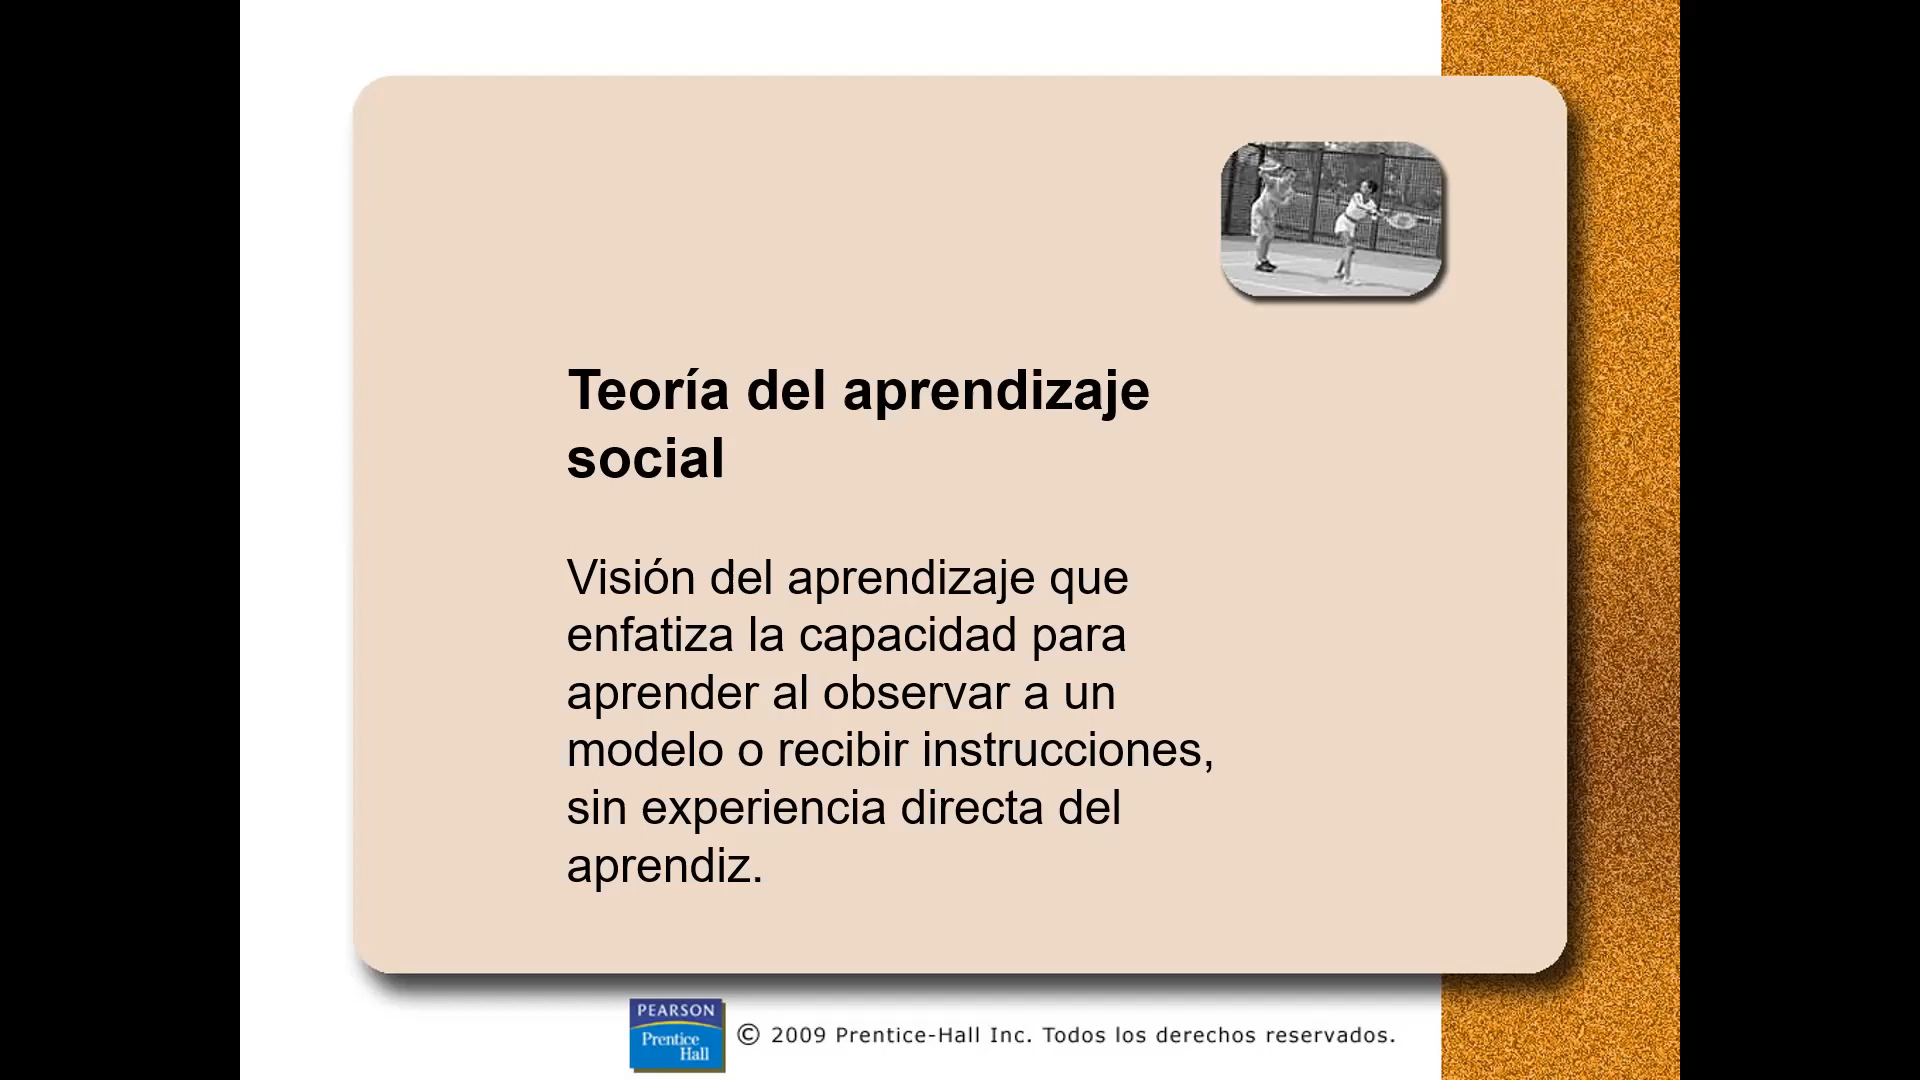 Teoría del aprendizaje
social
Visión del aprendizaje que
enfatiza la capacidad para
aprender al observar a un
modelo o recibir instrucciones,
sin experiencia directa del
aprendiz.
PEARSON
Prentice
Hall
© 2009 Prentice-Hall Inc. Todos los derechos reservados.